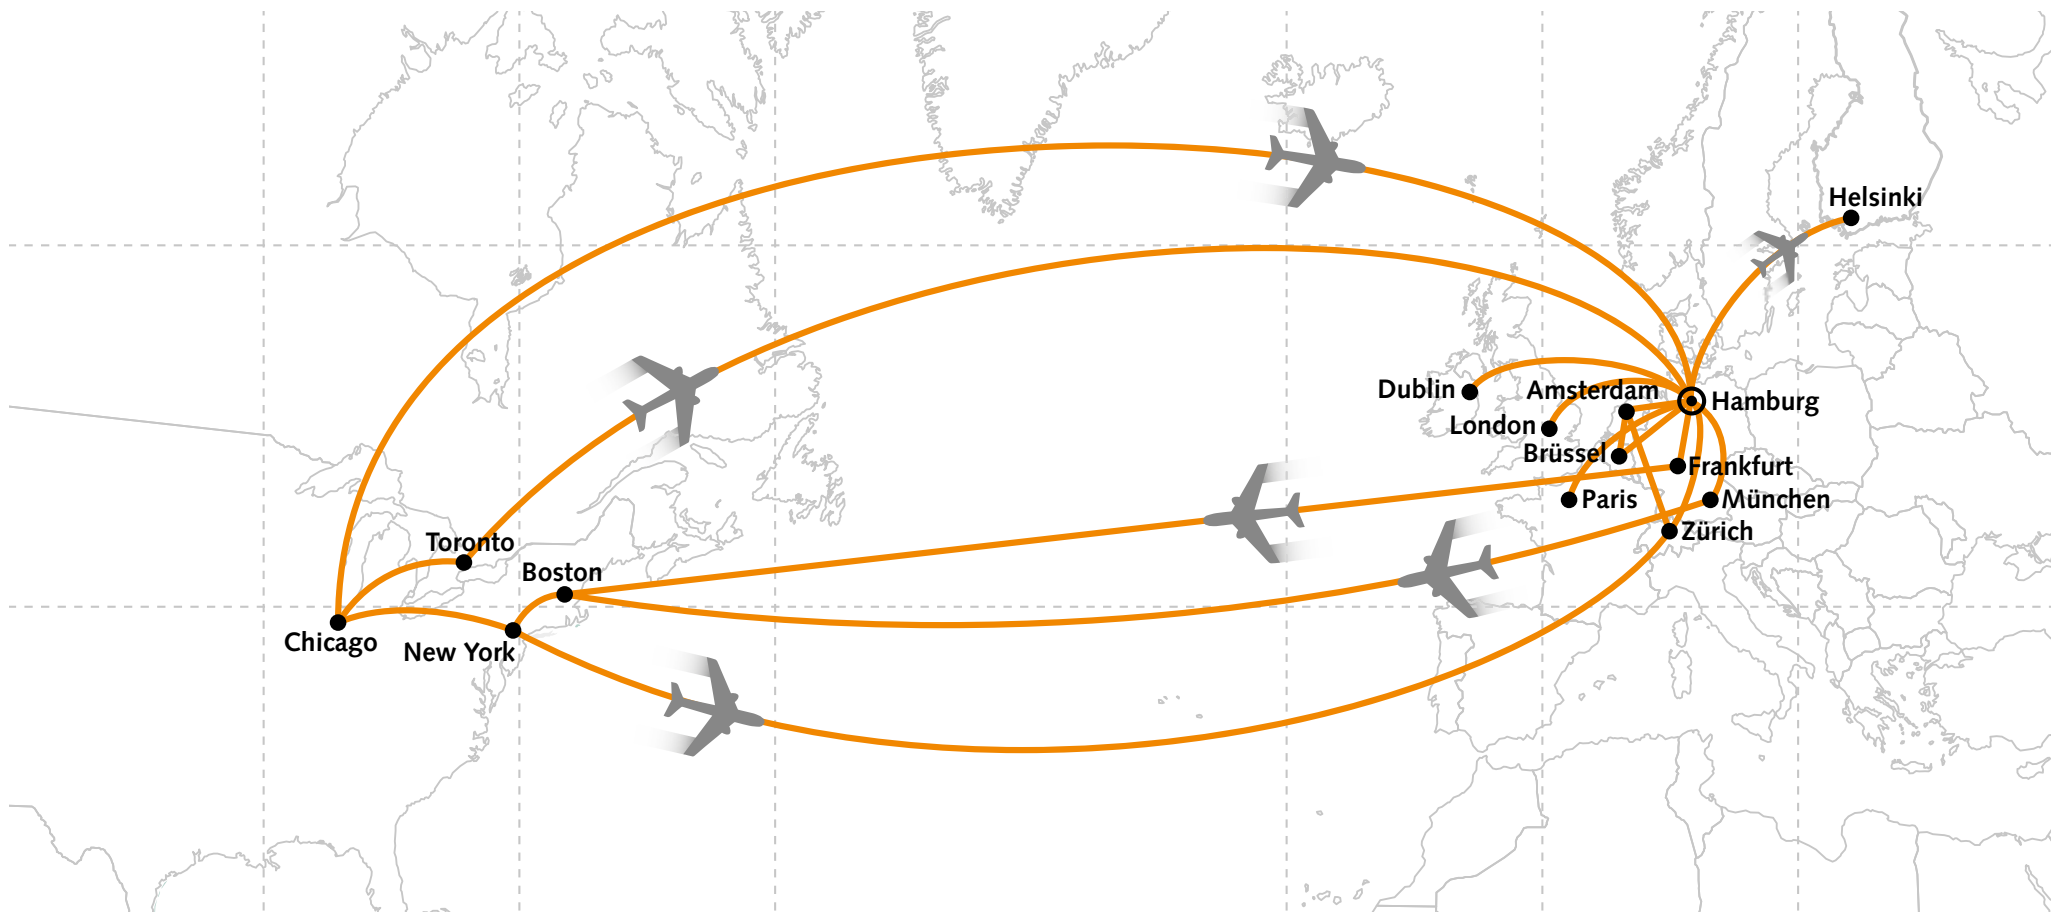 Helsinki
Dublin
Amsterdam
Hamburg
London
Brüssel
Frankfurt
Paris
München
Zürich
Toronto
Boston
Chicago
New York